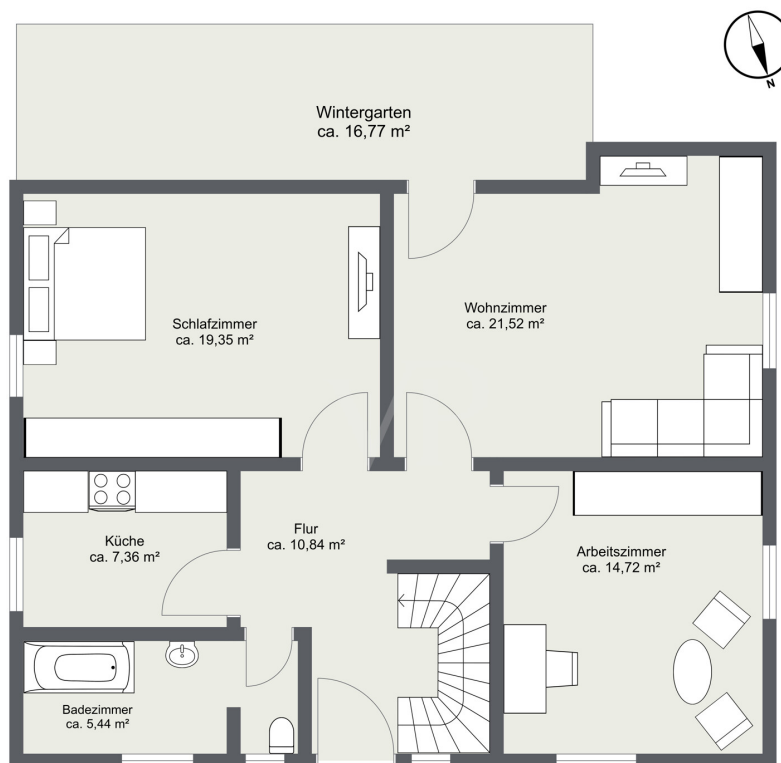 N
Wintergarten
ca. 16,77 m²
Schlafzimmer
ca. 19,35 m²
Wohnzimmer
ca. 21,52 m²
Küche
ca. 7,36 m²
Flur
ca. 10,84 m²
Arbeitszimmer
ca. 14,72 m²
Badezimmer
ca. 5,44 m²